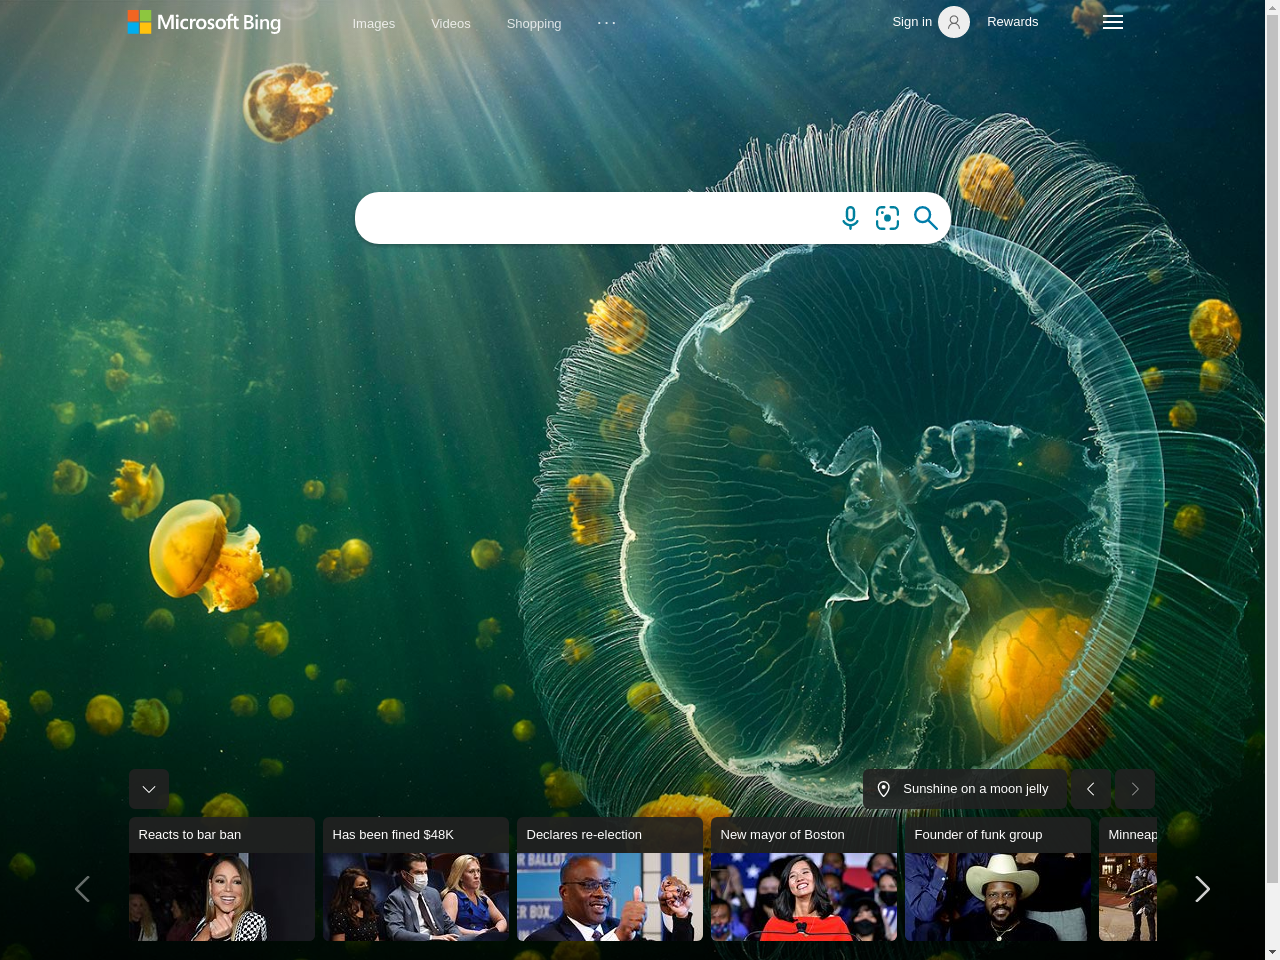 Microsoft Bing
Images
Videos
Shopping
Sign in
Rewards
Sunshine on a moon jelly
Reacts to bar ban
Has been fined $48K
Declares re-election
New mayor of Boston
Founder of funk group
Minneap